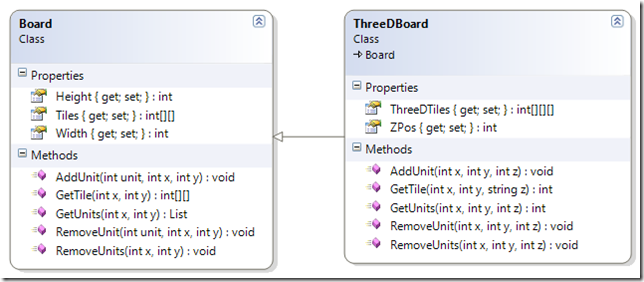 Board
Class
Properties
Height { get; set; } : int
Tiles { get; set; } : int[][]
Width { get; set; } : int
Methods
AddUnit(int unit, int x, int y) : void
GetTile(int x, int y) : int[][]
GetUnits(int x, int y) : List
RemoveUnit(int unit, int x, int y) : void
RemoveUnits(int x, int y) : void
ThreeDBoard
Class
Board
Properties
ThreeDTiles { get; set; } : int[][][]
ZPos { get; set; } : int
Methods
AddUnit(int x, int y, int z) : void
GetTile(int x, int y, string z) : int
GetUnits(int x, int y, int z) : int
RemoveUnit(int x, int y, int z) : void
RemoveUnits(int x, int y, int z) : void